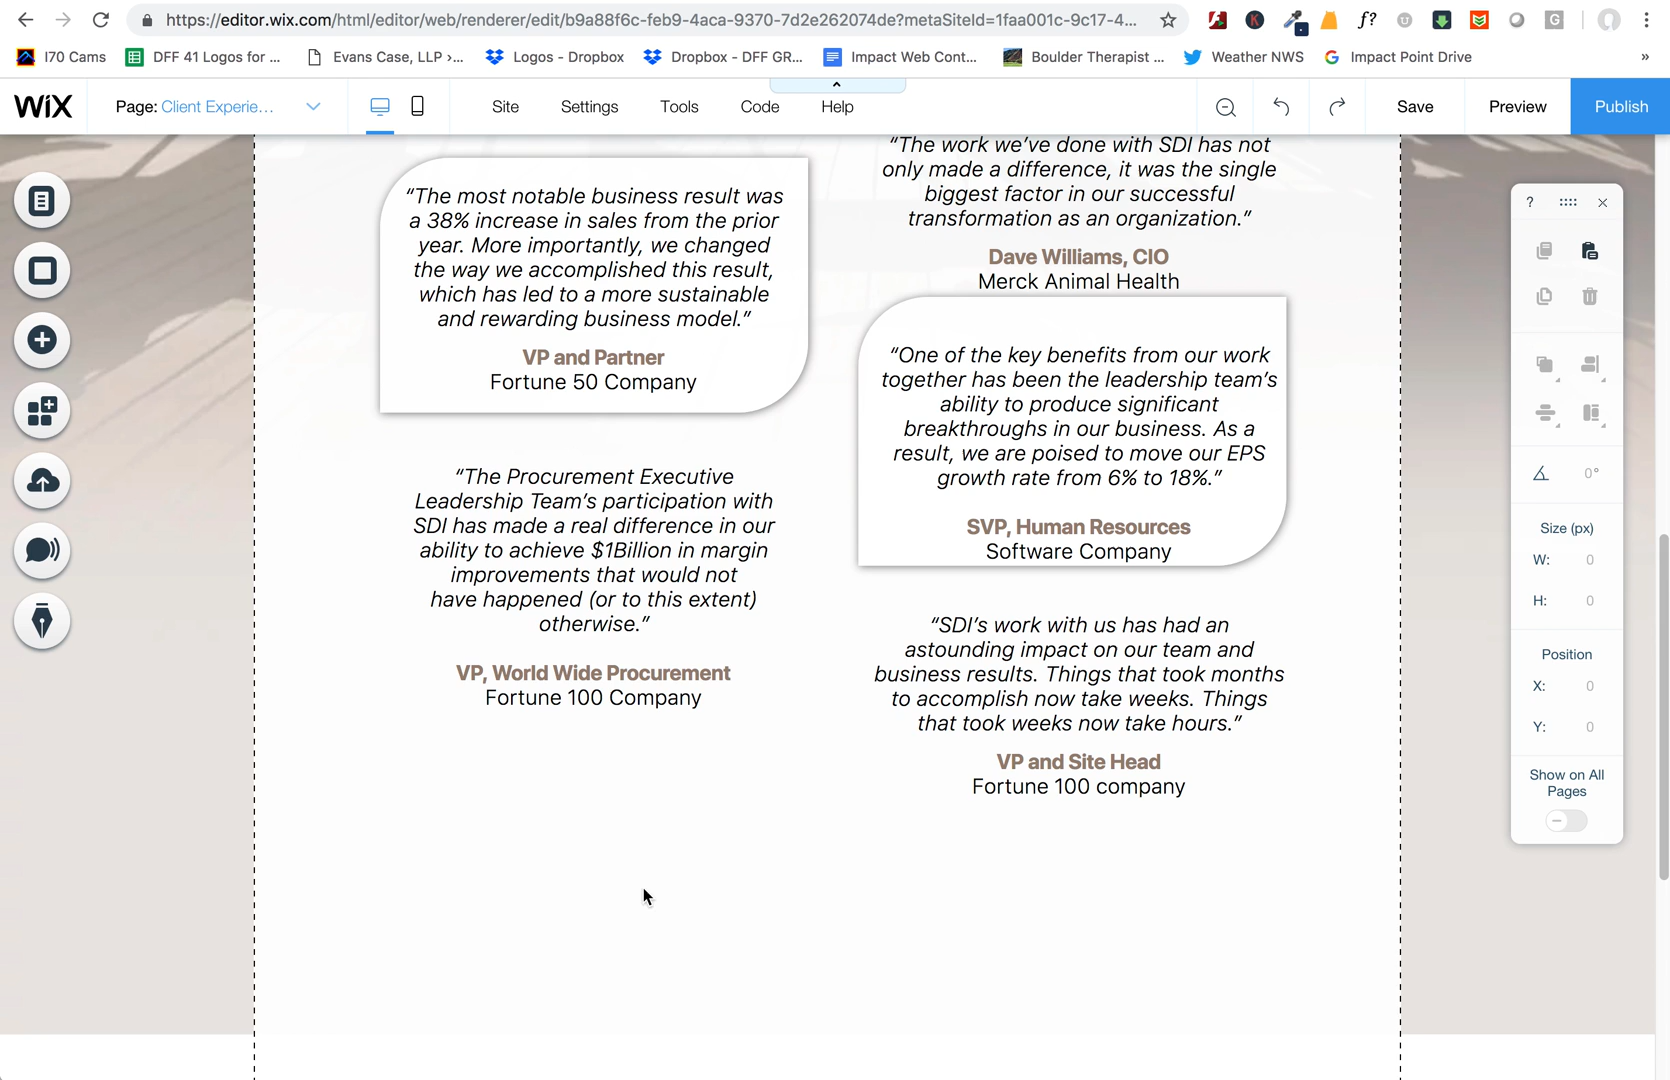 https://editor.wix.com/html/editor/web/renderer/edit/b9a88f6c-feb9-4aca-9370-7d2e262074de?metaSiteId=1faa001c-9c17-4...
I70 Cams
DFF 41 Logos for ...
Evans Case, LLP ›...
Logos - Dropbox
Dropbox - DFF GR...
Impact Web Cont...
Boulder Therapist ...
Weather NWS
Impact Point Drive
»
WiX
Page: Client Experie...
Site
Settings
Tools
Code
Help
Save
Preview
Publish
“The most notable business result was
a 38% increase in sales from the prior
year. More importantly, we changed
the way we accomplished this result,
which has led to a more sustainable
and rewarding business model.”
VP and Partner
Fortune 50 Company
“The Procurement Executive
Leadership Team’s participation with
SDI has made a real difference in our
ability to achieve $1Billion in margin
improvements that would not
have happened (or to this extent)
otherwise.”
VP, World Wide Procurement
Fortune 100 Company
“The work we’ve done with SDI has not
only made a difference, it was the single
biggest factor in our successful
transformation as an organization.”
Dave Williams, CIO
Merck Animal Health
“One of the key benefits from our work
together has been the leadership team’s
ability to produce significant
breakthroughs in our business. As a
result, we are poised to move our EPS
growth rate from 6% to 18%.”
SVP, Human Resources
Software Company
“SDI’s work with us has had an
astounding impact on our team and
business results. Things that took months
to accomplish now take weeks. Things
that took weeks now take hours.”
VP and Site Head
Fortune 100 company
?
0°
Size (px)
W: 0
H: 0
Position
X: 0
Y: 0
Show on All
Pages